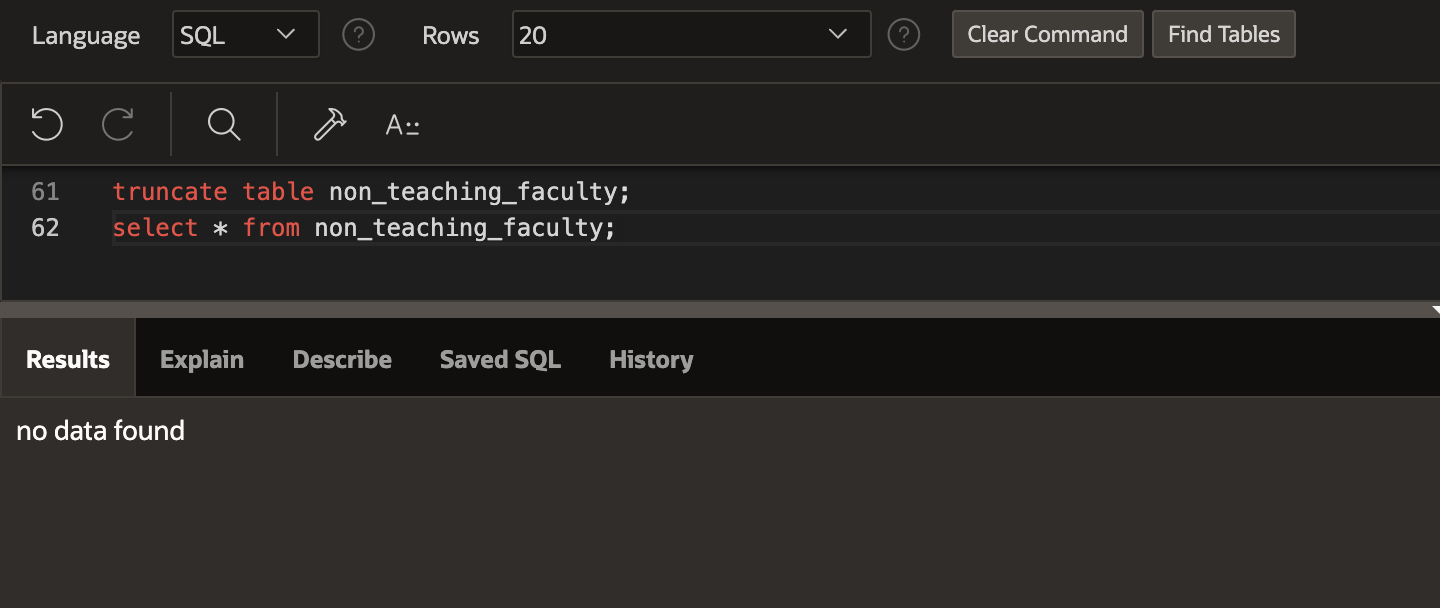 Language SQL ? Rows 20 ? Clear Command Find Tables
A::
61 truncate table non_teaching_faculty;
62 select * from non_teaching_faculty;
Results Explain Describe Saved SQL History
no data found